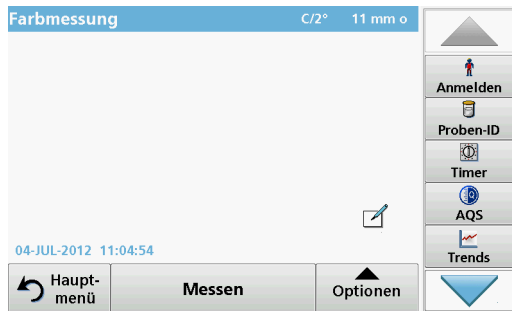 Farbmessung C/2° 11 mm o
Anmelden
Proben-ID
Timer
AQS
Trends
04-JUL-2012 11:04:54
Haupt-
menü
Messen
Optionen